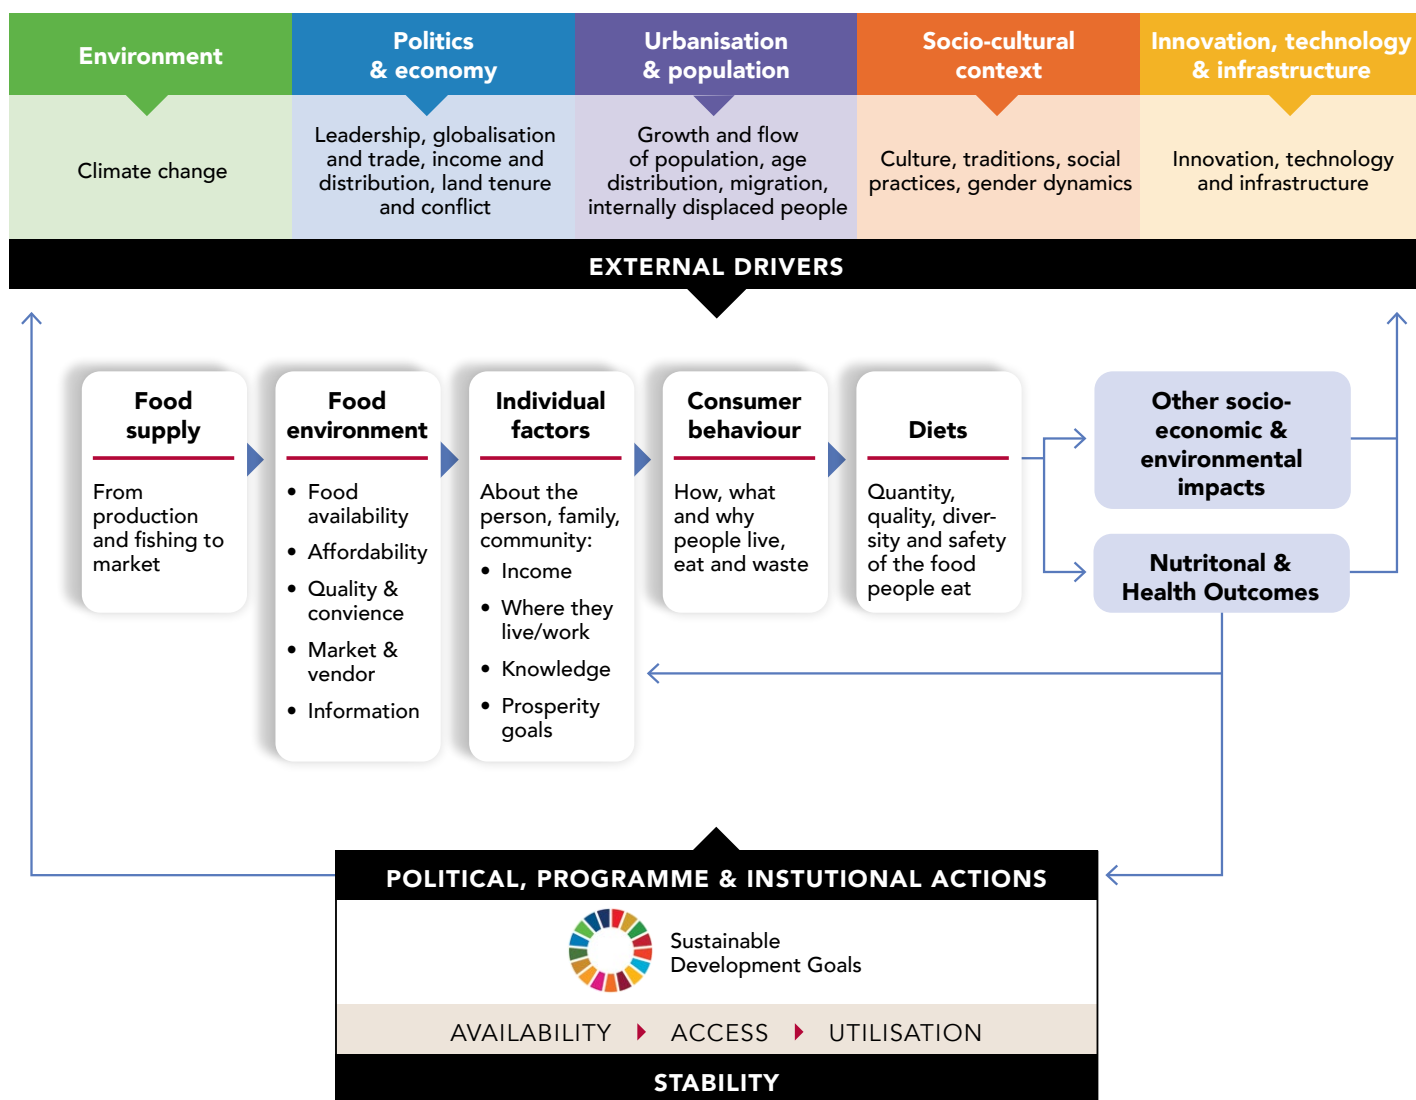 Environment
Politics
& economy
Urbanisation
& population
Socio-cultural
context
Innovation, technology
& infrastructure
Climate change
Leadership, globalisation
and trade, income and
distribution, land tenure
and conflict
Growth and flow
of population, age
distribution, migration,
internally displaced people
Culture, traditions, social
practices, gender dynamics
Innovation, technology
and infrastructure
EXTERNAL DRIVERS
Food
supply
From
production
and fishing to
market
Food
environment
• Food
availability
• Affordability
• Quality &
convience
• Market &
vendor
• Information
Individual
factors
About the
person, family,
community:
• Income
• Where they
live/work
• Knowledge
• Prosperity
goals
Consumer
behaviour
How, what
and why
people live,
eat and waste
Diets
Quantity,
quality, diver-
sity and safety
of the food
people eat
Other socio-
economic &
environmental
impacts
Nutritonal &
Health Outcomes
POLITICAL, PROGRAMME & INSTUTIONAL ACTIONS
Sustainable
Development Goals
AVAILABILITY ACCESS UTILISATION
STABILITY